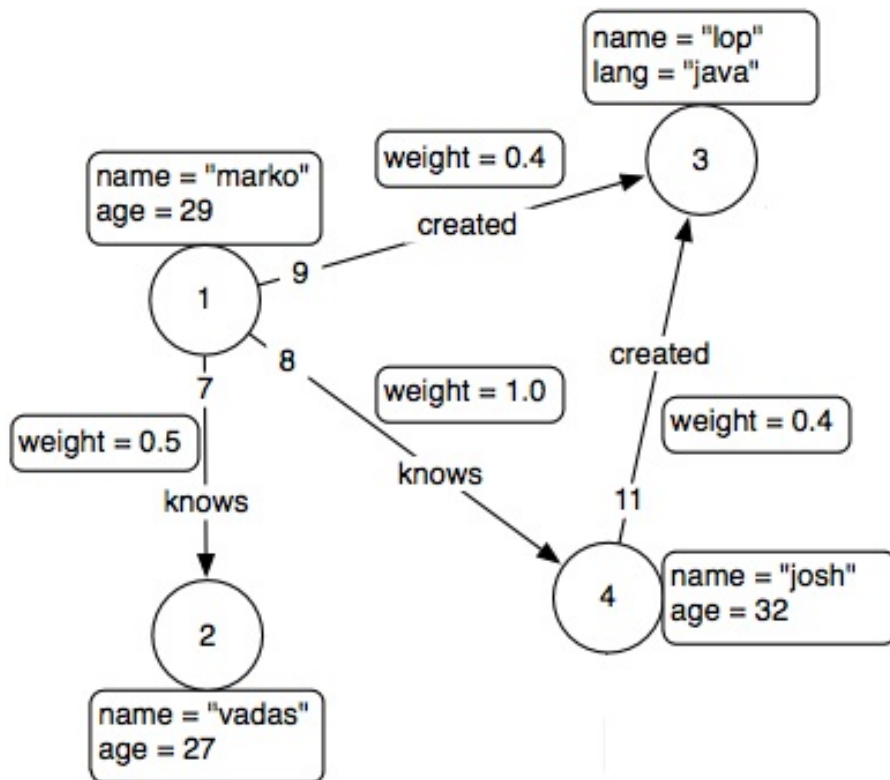 name = "lop"
lang = "java"
weight = 0.4
3
name = "marko"
age = 29
created
9
1
8
created
7
weight = 1.0
weight = 0.4
weight = 0.5
knows
knows
11
name = "josh"
age = 32
4
2
name = "vadas"
age = 27